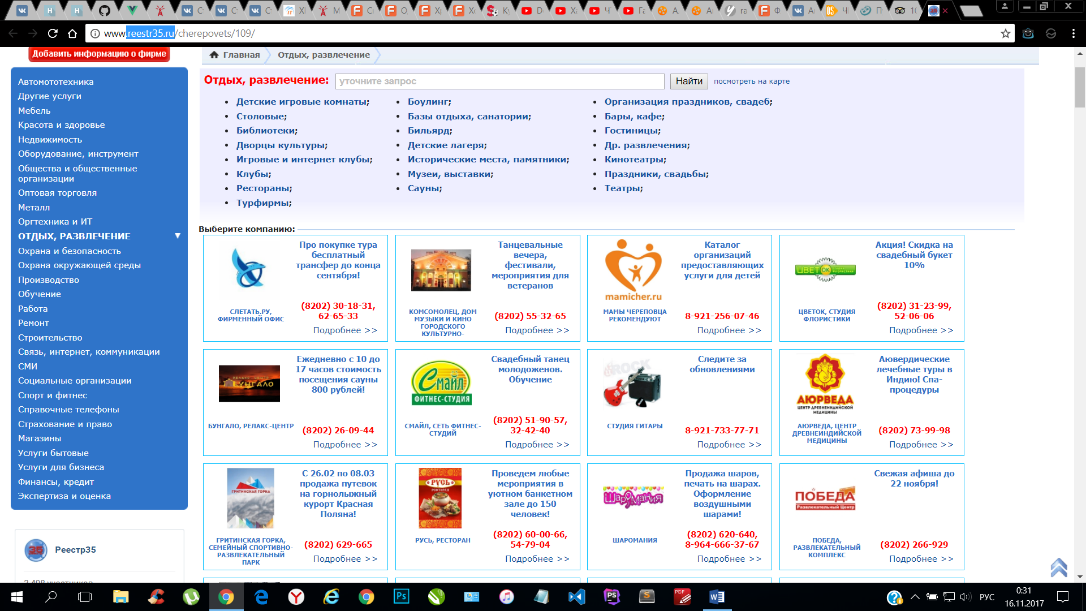 www.reestr35.ru/cherepovets/109/
Добавить информацию о фирме
Главная
Отдых, развлечение
Автомототехника
Другие услуги
Мебель
Красота и здоровье
Недвижимость
Оборудование, инструмент
Общества и общественные
организации
Оптовая торговля
Металл
Оргтехника и ИТ
ОТДЫХ, РАЗВЛЕЧЕНИЕ
Охрана и безопасность
Охрана окружающей среды
Производство
Обучение
Работа
Ремонт
Строительство
Связь, интернет, коммуникации
СМИ
Социальные организации
Спорт и фитнес
Справочные телефоны
Страхование и право
Магазины
Услуги бытовые
Услуги для бизнеса
Финансы, кредит
Экспертиза и оценка
Реестр35
Отдых, развлечение:
уточните запрос
Найти
посмотреть на карте
Детские игровые комнаты;
Столовые;
Библиотеки;
Дворцы культуры;
Игровые и интернет клубы;
Клубы;
Рестораны;
Турфирмы;
Боулинг;
Базы отдыха, санатории;
Бильярд;
Детские лагеря;
Исторические места, памятники;
Музеи, выставки;
Сауны;
Организация праздников, свадеб;
Бары, кафе;
Гостиницы;
Др. развлечения;
Кинотеатры;
Праздники, свадьбы;
Театры;
Выберите компанию:
Про покупке тура
бесплатный
трансфер до конца
сентября!
СЛЕТАТЬ.РУ,
ФИРМЕННЫЙ ОФИС
(8202) 30-18-31,
62-65-33
Подробнее >>
Танцевальные
вечера,
фестивали,
мероприятия для
ветеранов
КОМСОМОЛЕЦ, ДОМ
МУЗЫКИ И КИНО
ГОРОДСКОГО
КУЛЬТУРНО-
(8202) 55-32-65
Подробнее >>
mamicher.ru
Каталог
организаций
предоставляющих
услуги для детей
МАМЫ ЧЕРЕПОВЦА
РЕКОМЕНДУЮТ
8-921-256-07-46
Подробнее >>
Акция! Скидка на
свадебный букет
10%
ЦВЕТОК, СТУДИЯ
ФЛОРИСТИКИ
(8202) 31-23-99,
52-06-06
Подробнее >>
БУНГАЛО
Ежедневно с 10 до
17 часов стоимость
посещения сауны
800 рублей!
БУНГАЛО, РЕЛАКС-ЦЕНТР
(8202) 26-09-44
Подробнее >>
Смайл
ФИТНЕС-СТУДИЯ
Свадебный танец
молодоженов.
Обучение
СМАЙЛ, СЕТЬ ФИТНЕС-
СТУДИЙ
(8202) 51-90-57,
32-42-40
Подробнее >>
Следите за
обновлениями
СТУДИЯ ГИТАРЫ
8-921-733-77-71
Подробнее >>
АЮРВЕДА
ЦЕНТР ДРЕВНЕИНДИЙСКОЙ
МЕДИЦИНЫ
Аювердические
лечебные туры в
Индию! Спа-
процедуры
АЮРВЕДА, ЦЕНТР
ДРЕВНЕИНДИЙСКОЙ
МЕДИЦИНЫ
(8202) 73-99-98
Подробнее >>
С 26.02 по 08.03
продажа путевок
на горнолыжный
курорт Красная
Поляна!
ГРИТИНСКАЯ ГОРКА,
СЕМЕЙНЫЙ СПОРТИВНО-
РАЗВЛЕКАТЕЛЬНЫЙ
ПАРК
(8202) 629-665
Подробнее >>
РУСЬ
Проведем любые
мероприятия в
уютном банкетном
зале до 150
человек!
РУСЬ, РЕСТОРАН
(8202) 60-00-66,
54-79-04
Подробнее >>
ШАРОМАНИЯ
Продажа шаров,
печать на шарах.
Оформление
воздушными
шарами!
ШАРОМАНИЯ
(8202) 620-640,
8-964-666-37-67
Подробнее >>
ПОБЕДА
Развлекательный Центр
Свежая афиша до
22 ноября!
ПОБЕДА,
РАЗВЛЕКАТЕЛЬНЫЙ
КОМПЛЕКС
(8202) 266-929
Подробнее >>
РУС
0:31
16.11.2017